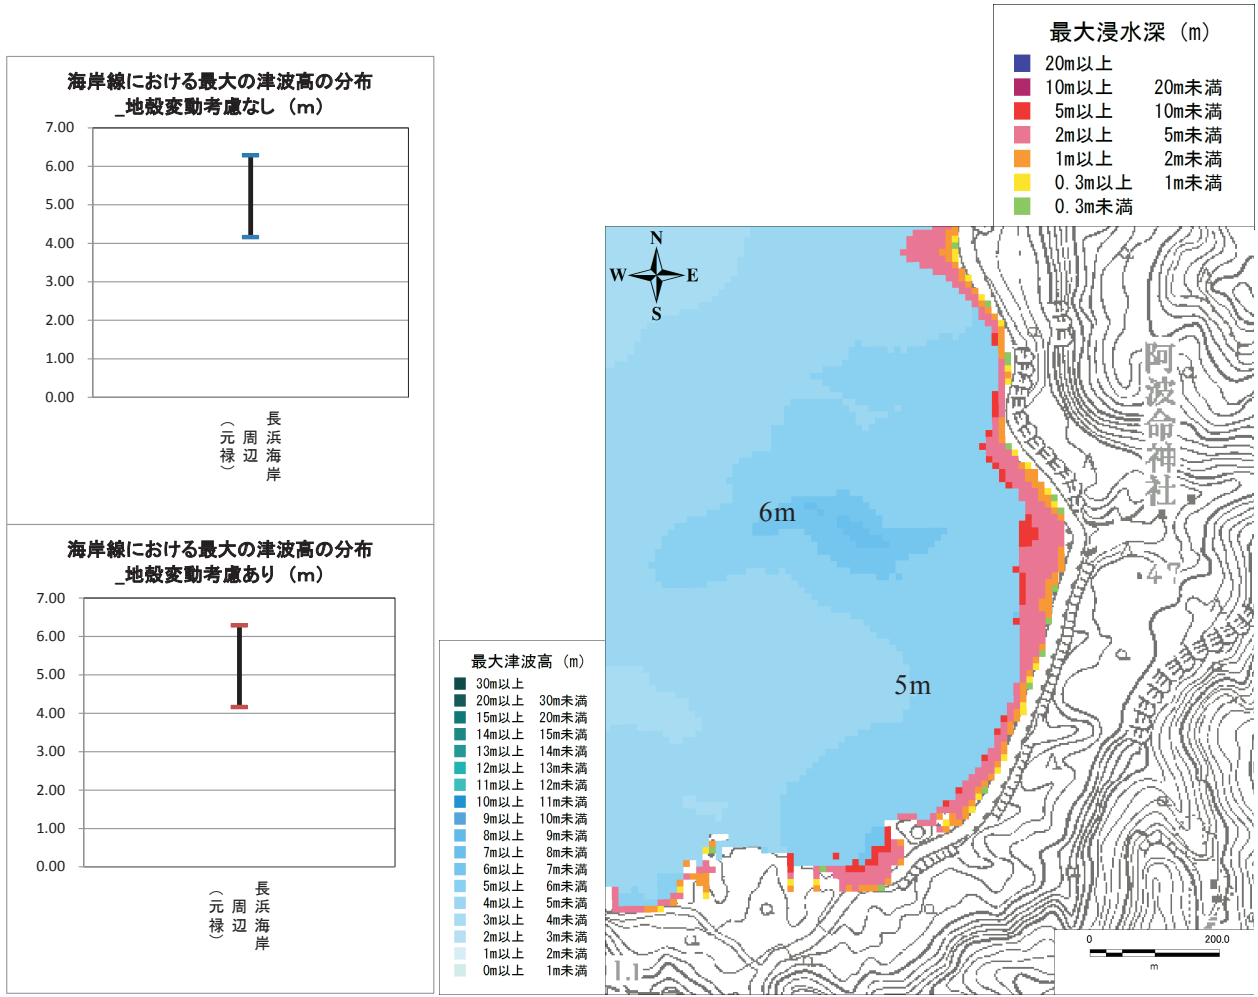 海岸線における最大の津波高の分布
_地殻変動考慮なし（m）
7.00
6.00
5.00
4.00
3.00
2.00
1.00
0.00
長浜海岸
周辺
（元禄）
海岸線における最大の津波高の分布
_地殻変動考慮あり（m）
7.00
6.00
5.00
4.00
3.00
2.00
1.00
0.00
長浜海岸
周辺
（元禄）
最大津波高（m）
30m以上
20m以上 30m未満
15m以上 20m未満
14m以上 15m未満
13m以上 14m未満
12m以上 13m未満
11m以上 12m未満
10m以上 11m未満
9m以上 10m未満
8m以上 9m未満
7m以上 8m未満
6m以上 7m未満
5m以上 6m未満
4m以上 5m未満
3m以上 4m未満
2m以上 3m未満
1m以上 2m未満
0m以上 1m未満
最大浸水深（m）
20m以上
10m以上 20m未満
5m以上 10m未満
2m以上 5m未満
1m以上 2m未満
0.3m以上 1m未満
0.3m未満
N
W E
S
阿波命神社
6m
47
5m
11
0 200.0
m